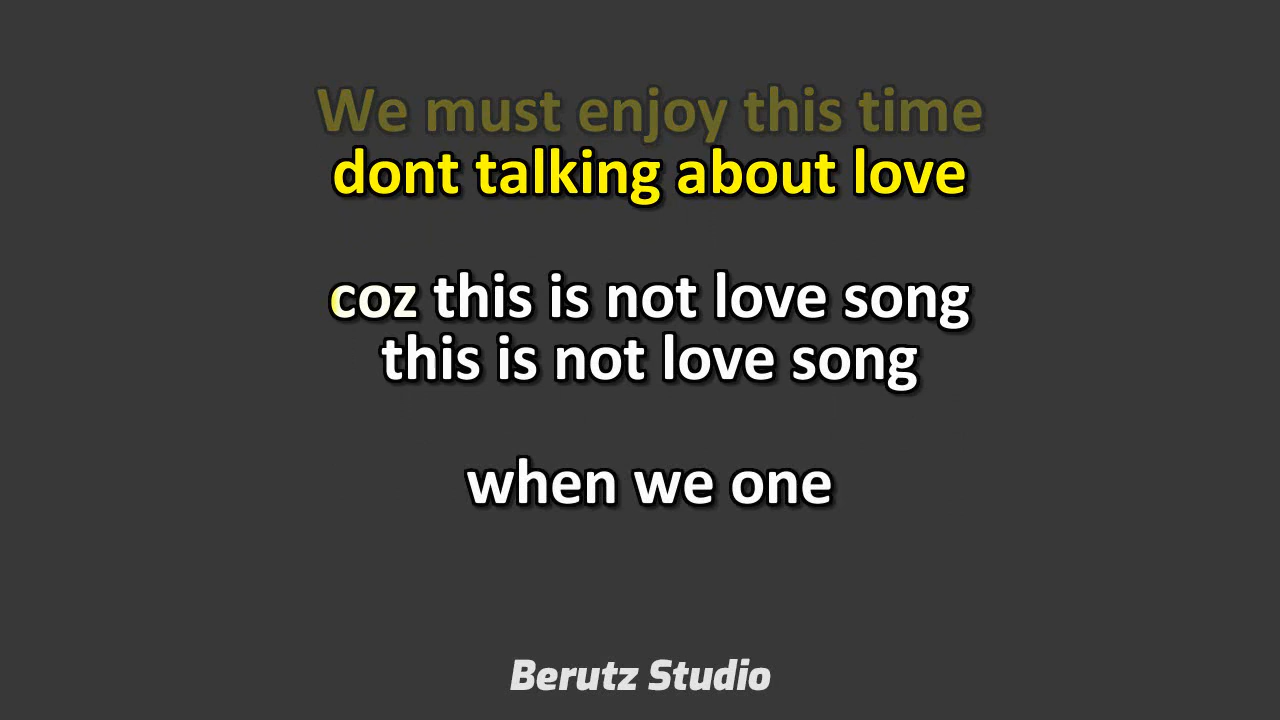 We must enjoy this time
dont talking about love
coz this is not love song
this is not love song
when we one
Berutz Studio